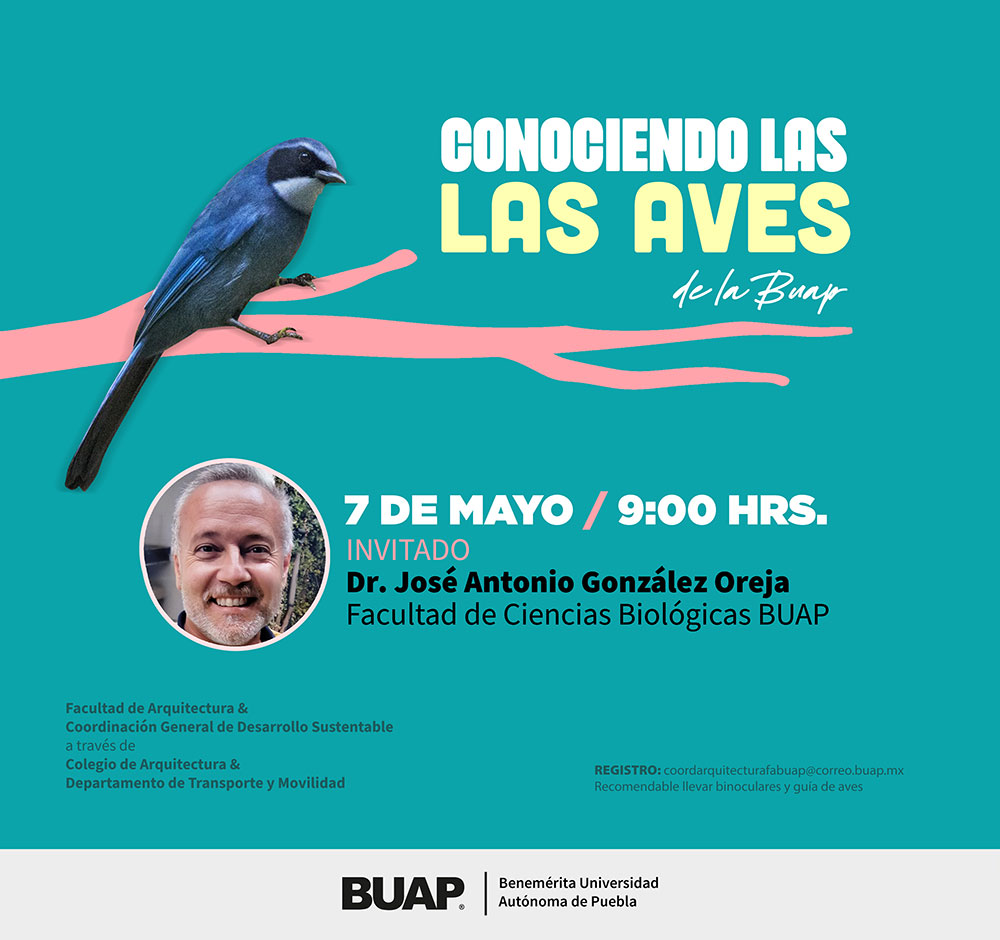 CONOCIENDO LAS
LAS AVES
de la Buap
7 DE MAYO / 9:00 HRS.
INVITADO
Dr. José Antonio González Oreja
Facultad de Ciencias Biológicas BUAP
Facultad de Arquitectura &
Coordinación General de Desarrollo Sustentable
a través de
Colegio de Arquitectura &
Departamento de Transporte y Movilidad
REGISTRO: coordarquitecturafabuap@correo.buap.mx
Recomendable llevar binoculares y guía de aves
BUAP®
Benemérita Universidad
Autónoma de Puebla